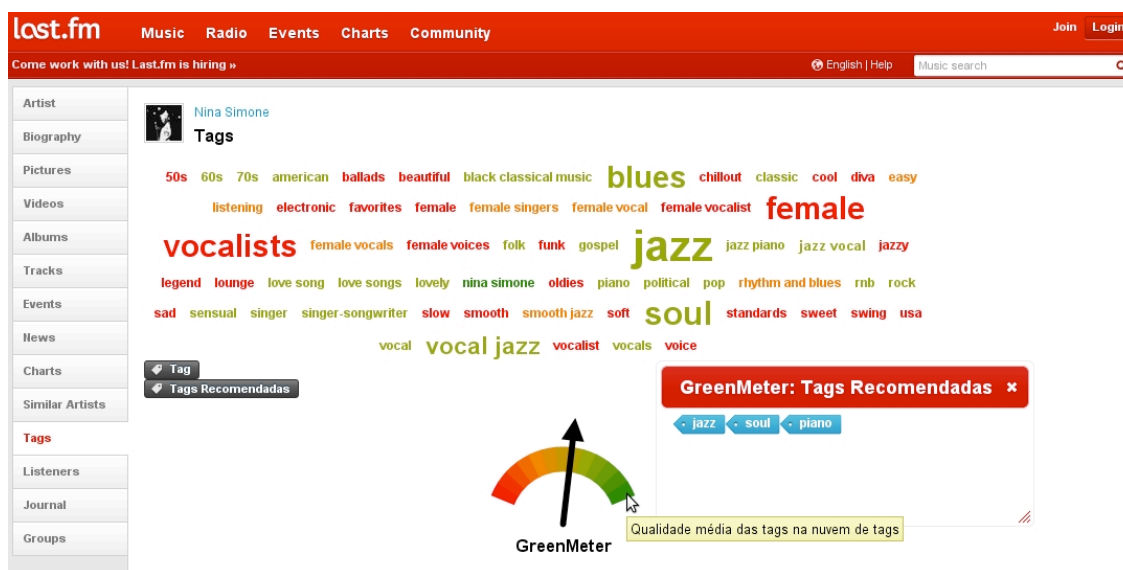 last.fm
Music Radio Events Charts Community
Join Login
Come work with us! Last.fm is hiring »
English | Help
Music search
Artist
Biography
Pictures
Videos
Albums
Tracks
Events
News
Charts
Similar Artists
Tags
Listeners
Journal
Groups
Nina Simone
Tags
50s 60s 70s american ballads beautiful black classical music blues chillout classic cool diva easy
listening electronic favorites female female singers female vocal female vocalist female
vocalists female vocals female voices folk funk gospel jazz jazz piano jazz vocal jazzy
legend lounge love song love songs lovely nina simone oldies piano political pop rhythm and blues rnb rock
sad sensual singer singer-songwriter slow smooth smooth jazz soft soul standards sweet swing usa
vocal vocal jazz vocalist vocals voice
Tag
Tags Recomendadas
GreenMeter: Tags Recomendadas ×
jazz soul piano
Qualidade média das tags na nuvem de tags
GreenMeter